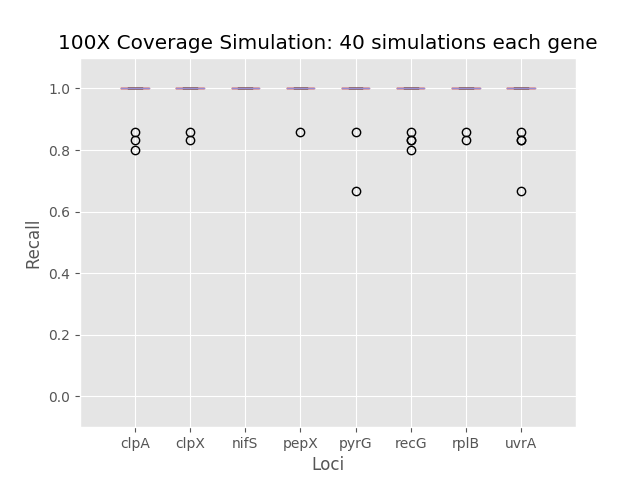 100X Coverage Simulation: 40 simulations each gene
1.0
0.8
0.6
0.4
0.2
0.0
Recall
clpA clpX nifS pepX pyrG recG rplB uvrA
Loci